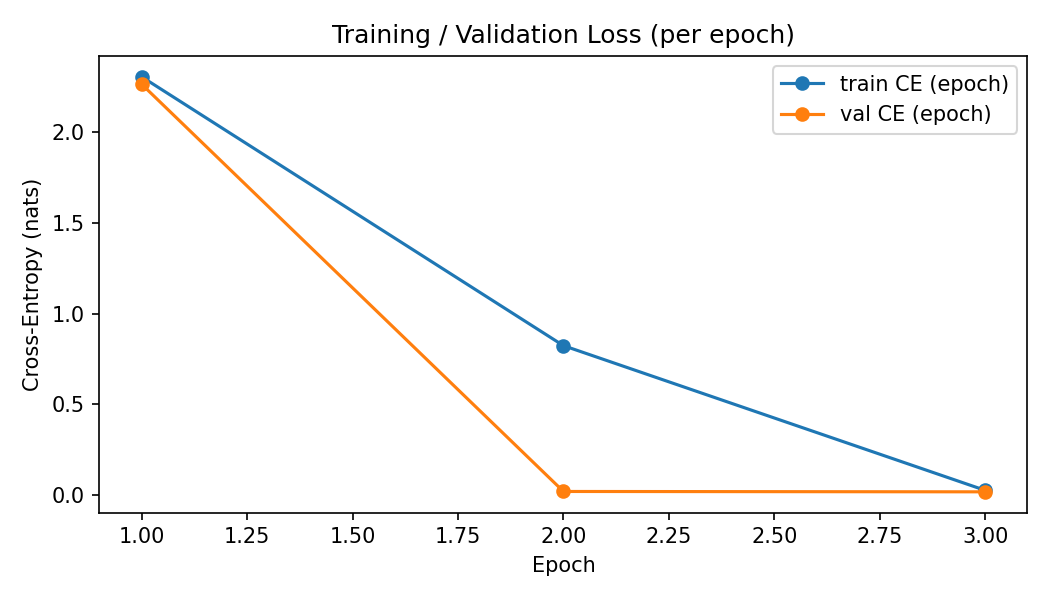 Training / Validation Loss (per epoch)
train CE (epoch)
val CE (epoch)
Cross-Entropy (nats)
2.0
1.5
1.0
0.5
0.0
1.00 1.25 1.50 1.75 2.00 2.25 2.50 2.75 3.00
Epoch